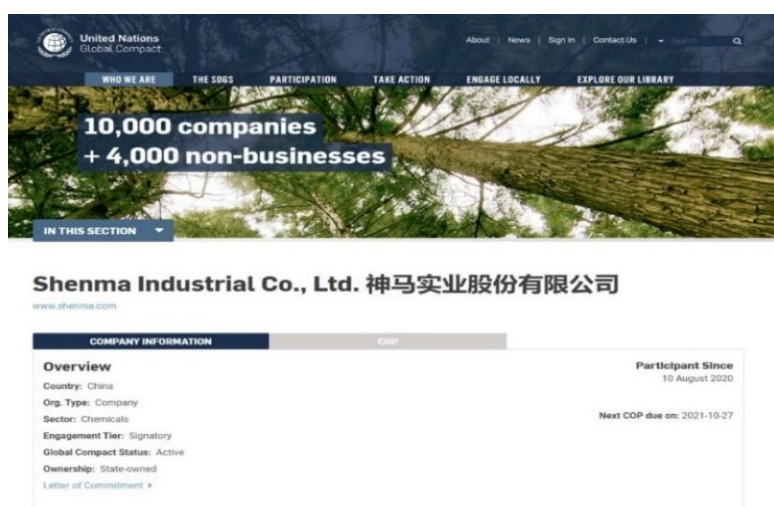 United Nations
Global Compact
About | News | Sign In | Contact Us | Search
WHO WE ARE THE SDGS PARTICIPATION TAKE ACTION ENGAGE LOCALLY EXPLORE OUR LIBRARY
10,000 companies
+ 4,000 non-businesses
IN THIS SECTION
Shenma Industrial Co., Ltd. 神马实业股份有限公司
www.shenma.com
COMPANY INFORMATION COP
Overview
Participant Since
10 August 2020
Country: China
Org. Type: Company
Sector: Chemicals
Next COP due on: 2021-10-27
Engagement Tier: Signatory
Global Compact Status: Active
Ownership: State-owned
Letter of Commitment